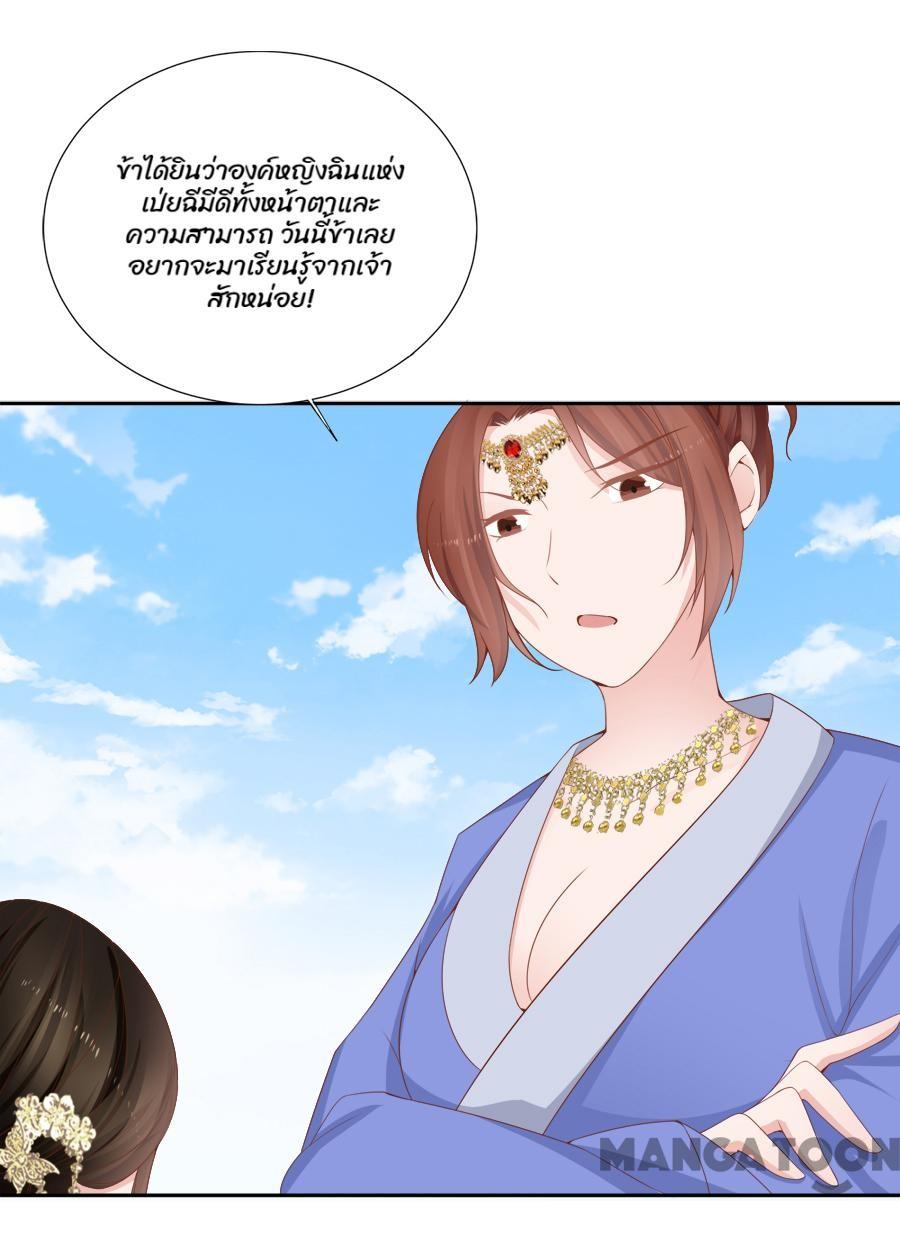 ข้าได้ยินว่าองค์หญิงฉินแห่ง
เป่ยฉีมีดีทั้งหน้าตาและ
ความสามารถ วันนี้ข้าเลย
อยากจะมาเรียนรู้จากเจ้า
สักหน่อย!
MANGATOON